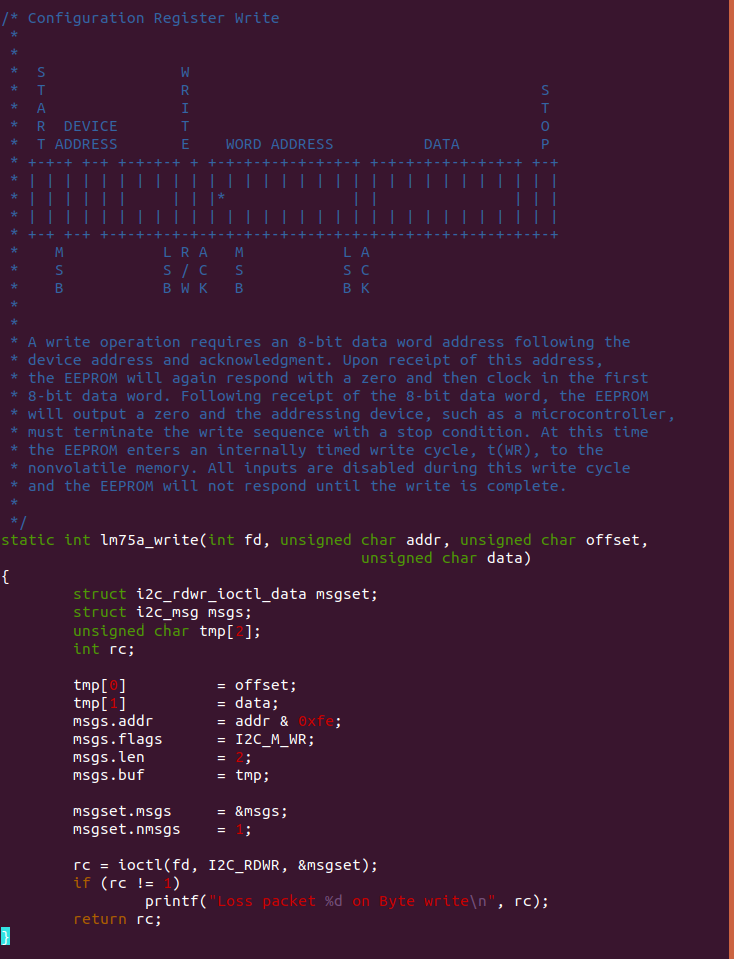 /* Configuration Register Write
 *
 *
 *  S               W
 *  T               R                                       S
 *  A               I                                       T
 *  R  DEVICE       T                                       O
 *  T ADDRESS       E    WORD ADDRESS          DATA         P
 * +-+-+ +-+ +-+-+-+ + +-+-+-+-+-+-+-+-+ +-+-+-+-+-+-+-+-+ +-+
 * | | | | | | | | | | | | | | | | | | | | | | | | | | | | | |
 * | | | | | |     | | |*              | |               | | |
 * | | | | | | | | | | | | | | | | | | | | | | | | | | | | | |
 * +-+ +-+ +-+-+-+-+-+-+-+-+-+-+-+-+-+-+-+-+-+-+-+-+-+-+-+-+-+
 *    M           L R A   M           L A
 *    S           S / C   S           S C
 *    B           B W K   B           B K
 *
 *
 * A write operation requires an 8-bit data word address following the
 * device address and acknowledgment. Upon receipt of this address,
 * the EEPROM will again respond with a zero and then clock in the first
 * 8-bit data word. Following receipt of the 8-bit data word, the EEPROM
 * will output a zero and the addressing device, such as a microcontroller,
 * must terminate the write sequence with a stop condition. At this time
 * the EEPROM enters an internally timed write cycle, t(WR), to the
 * nonvolatile memory. All inputs are disabled during this write cycle
 * and the EEPROM will not respond until the write is complete.
 *
 */
static int lm75a_write(int fd, unsigned char addr, unsigned char offset,
                                        unsigned char data)
{
        struct i2c_rdwr_ioctl_data msgset;
        struct i2c_msg msgs;
        unsigned char tmp[2];
        int rc;

        tmp[0]          = offset;
        tmp[1]          = data;
        msgs.addr       = addr & 0xfe;
        msgs.flags      = I2C_M_WR;
        msgs.len        = 2;
        msgs.buf        = tmp;

        msgset.msgs     = &msgs;
        msgset.nmsgs    = 1;

        rc = ioctl(fd, I2C_RDWR, &msgset);
        if (rc != 1)
                printf("Loss packet %d on Byte write\n", rc);
        return rc;
}